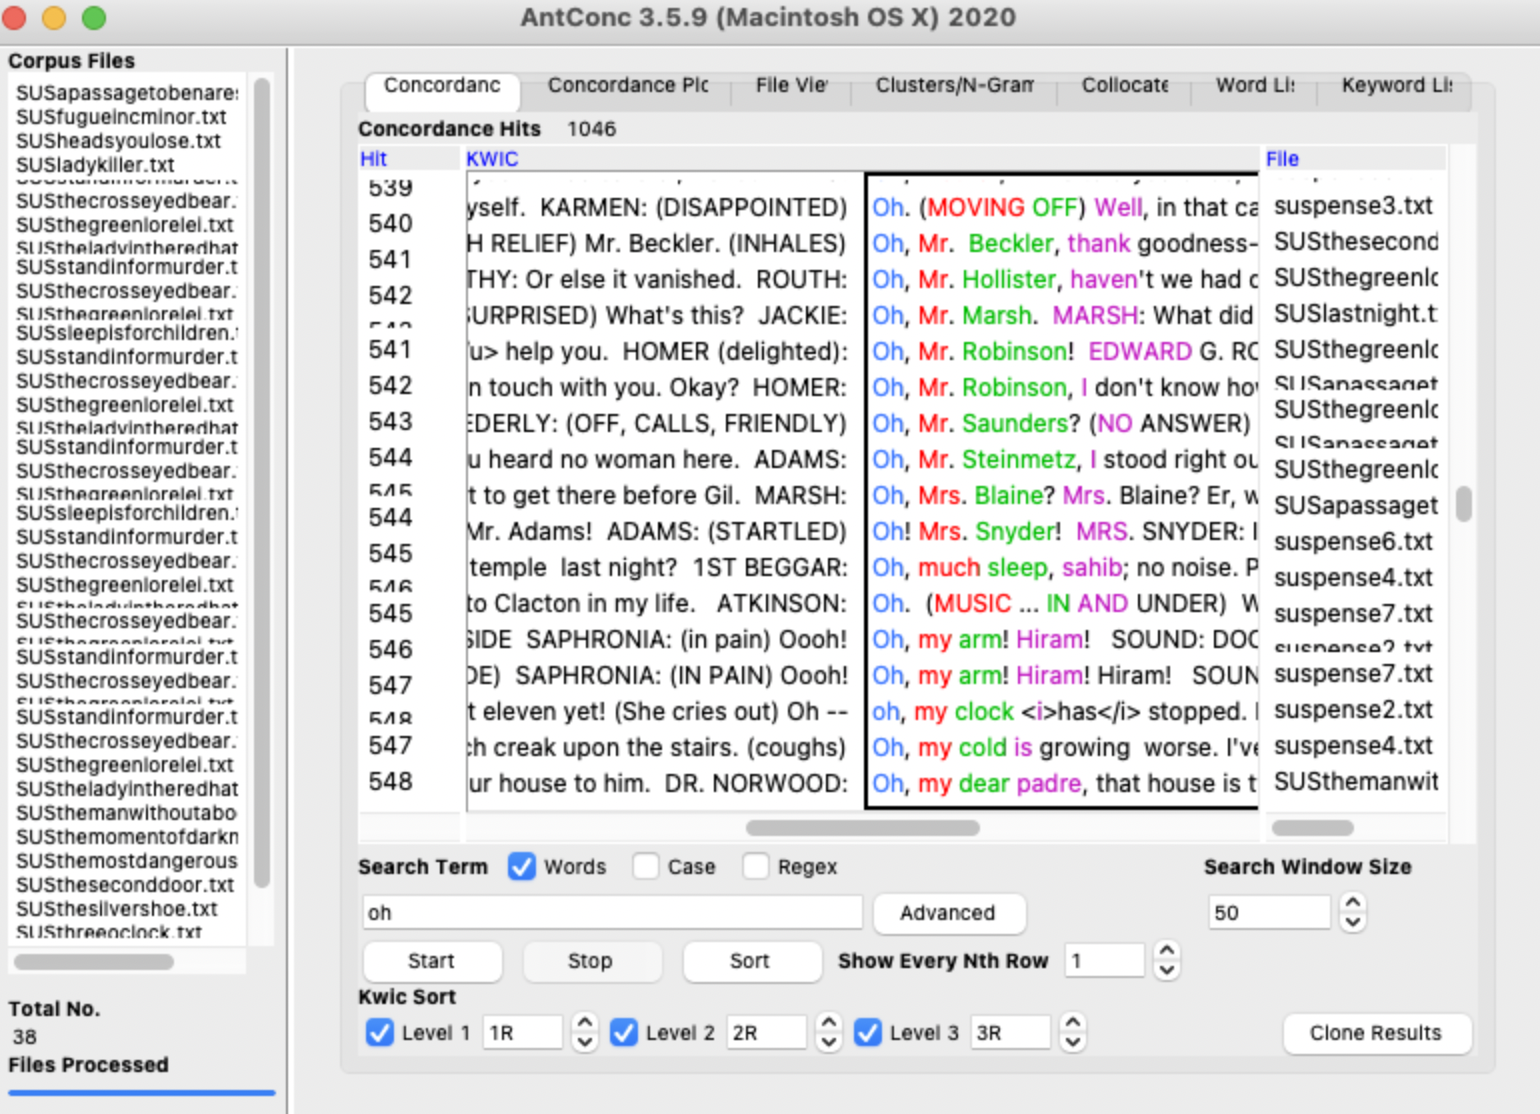 AntConc 3.5.9 (Macintosh OS X) 2020
Corpus Files
SUSapassagetobenares
SUSfugueincminor.txt
SUSheadsyoulose.txt
SUSladykiller.txt
SUSthecrosseyedbear.
SUSthegreenlorelei.txt
SUStheladyintheredhat
SUSstandinformurder.t
SUSthecrosseyedbear.
SUSthegreenlorelei.txt
SUSsleepisforchildren.
SUSstandinformurder.t
SUSthecrosseyedbear.
SUSthegreenlorelei.txt
SUStheladyintheredhat
SUSstandinformurder.t
SUSthecrosseyedbear.
SUSthegreenlorelei.txt
SUSsleepisforchildren.
SUSstandinformurder.t
SUSthecrosseyedbear.
SUSthegreenlorelei.txt
SUSthecrosseyedbear.
SUSstandinformurder.t
SUSthecrosseyedbear.
SUSstandinformurder.t
SUSthecrosseyedbear.
SUSthegreenlorelei.txt
SUStheladyintheredhat
SUSthemanwithoutabo
SUSthemomentofdarkn
SUSthemostdangerous
SUStheseconddoor.txt
SUSthesilvershoe.txt
SUSthreeoclock.txt
Total No.
38
Files Processed
Concordanc Concordance Plc File Vie Clusters/N-Gram Collocate Word Li Keyword Li
Concordance Hits 1046
Hit KWIC File
539
540 yself. KARMEN: (DISAPPOINTED) Oh. (MOVING OFF) Well, in that ca suspense3.txt
541 H RELIEF) Mr. Beckler. (INHALES) Oh, Mr. Beckler, thank goodness- SUSthesecond
542 THY: Or else it vanished. ROUTH: Oh, Mr. Hollister, haven't we had SUSthegreenlo
SURPRISED) What's this? JACKIE: Oh, Mr. Marsh. MARSH: What did SUSlastnight.t
541 u> help you. HOMER (delighted): Oh, Mr. Robinson! EDWARD G. RO SUSthegreenlo
542 n touch with you. Okay? HOMER: Oh, Mr. Robinson, I don't know how SUSapassaget
543 EDERLY: (OFF, CALLS, FRIENDLY) Oh, Mr. Saunders? (NO ANSWER) SUSthegreenlo
SUSapassaget
544 u heard no woman here. ADAMS: Oh, Mr. Steinmetz, I stood right ou SUSthegreenlo
545 t to get there before Gil. MARSH: Oh, Mrs. Blaine? Mrs. Blaine? Er, w SUSapassaget
544 Mr. Adams! ADAMS: (STARTLED) Oh! Mrs. Snyder! MRS. SNYDER: I suspense6.txt
545 temple last night? 1ST BEGGAR: Oh, much sleep, sahib; no noise. P suspense4.txt
546
545 to Clacton in my life. ATKINSON: Oh. (MUSIC ... IN AND UNDER) W suspense7.txt
546 SIDE SAPHRONIA: (in pain) Oooh! Oh, my arm! Hiram! SOUND: DOO suspense2.txt
547 DE) SAPHRONIA: (IN PAIN) Oooh! Oh, my arm! Hiram! Hiram! SOUN suspense7.txt
548 t eleven yet! (She cries out) Oh -- oh, my clock <i>has</i> stopped. I suspense2.txt
547 ch creak upon the stairs. (coughs) Oh, my cold is growing worse. I've suspense4.txt
548 ur house to him. DR. NORWOOD: Oh, my dear padre, that house is t SUSthemanwit
Search Term Words Case Regex Search Window Size
oh Advanced 50
Start Stop Sort Show Every Nth Row 1
Kwic Sort
Level 1 1R Level 2 2R Level 3 3R Clone Results